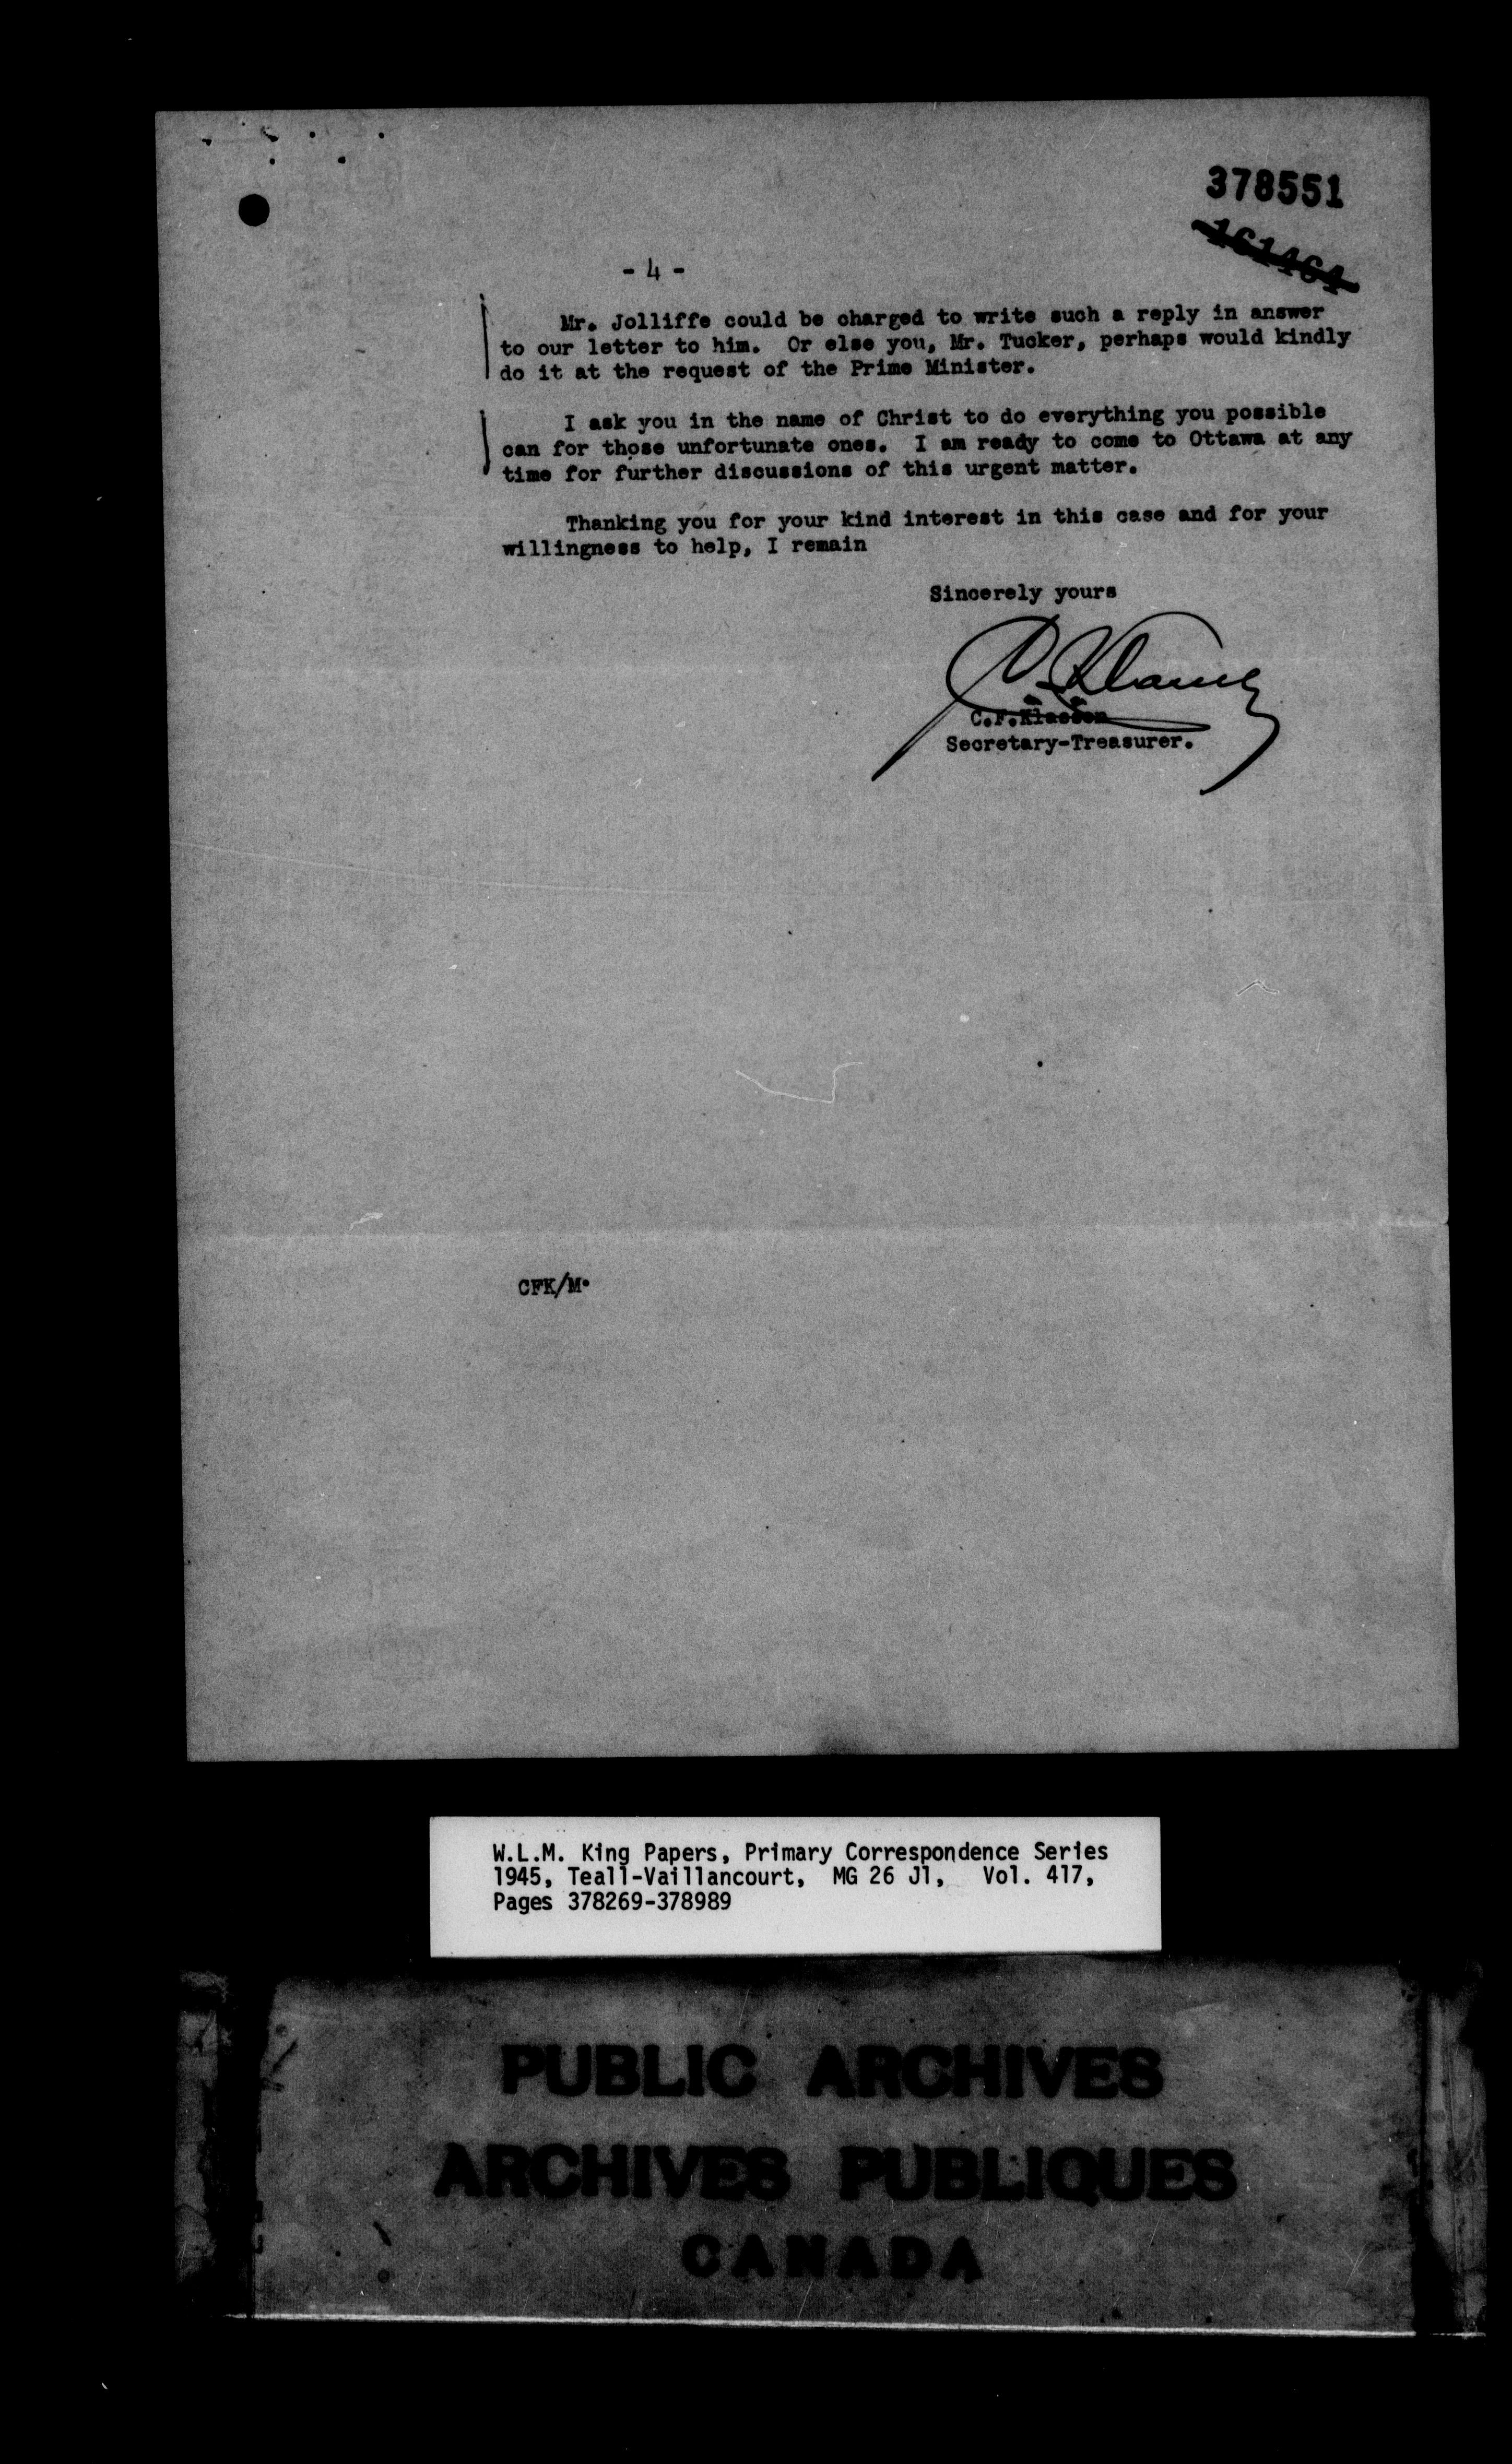 378551
161464
- 4 -
Mr. Jolliffe could be charged to write such a reply in answer
to our letter to him. Or else you, Mr. Tucker, perhaps would kindly
do it at the request of the Prime Minister.
I ask you in the name of Christ to do everything you possible
can for those unfortunate ones. I am ready to come to Ottawa at any
time for further discussions of this urgent matter.
Thanking you for your kind interest in this case and for your
willingness to help, I remain
Sincerely yours
C.F.Klassen
Secretary-Treasurer.
CFK/M.
W.L.M. King Papers, Primary Correspondence Series
1945, Teall-Vaillancourt, MG 26 J1, Vol. 417,
Pages 378269-378989
PUBLIC ARCHIVES
ARCHIVES PUBLIQUES
CANADA